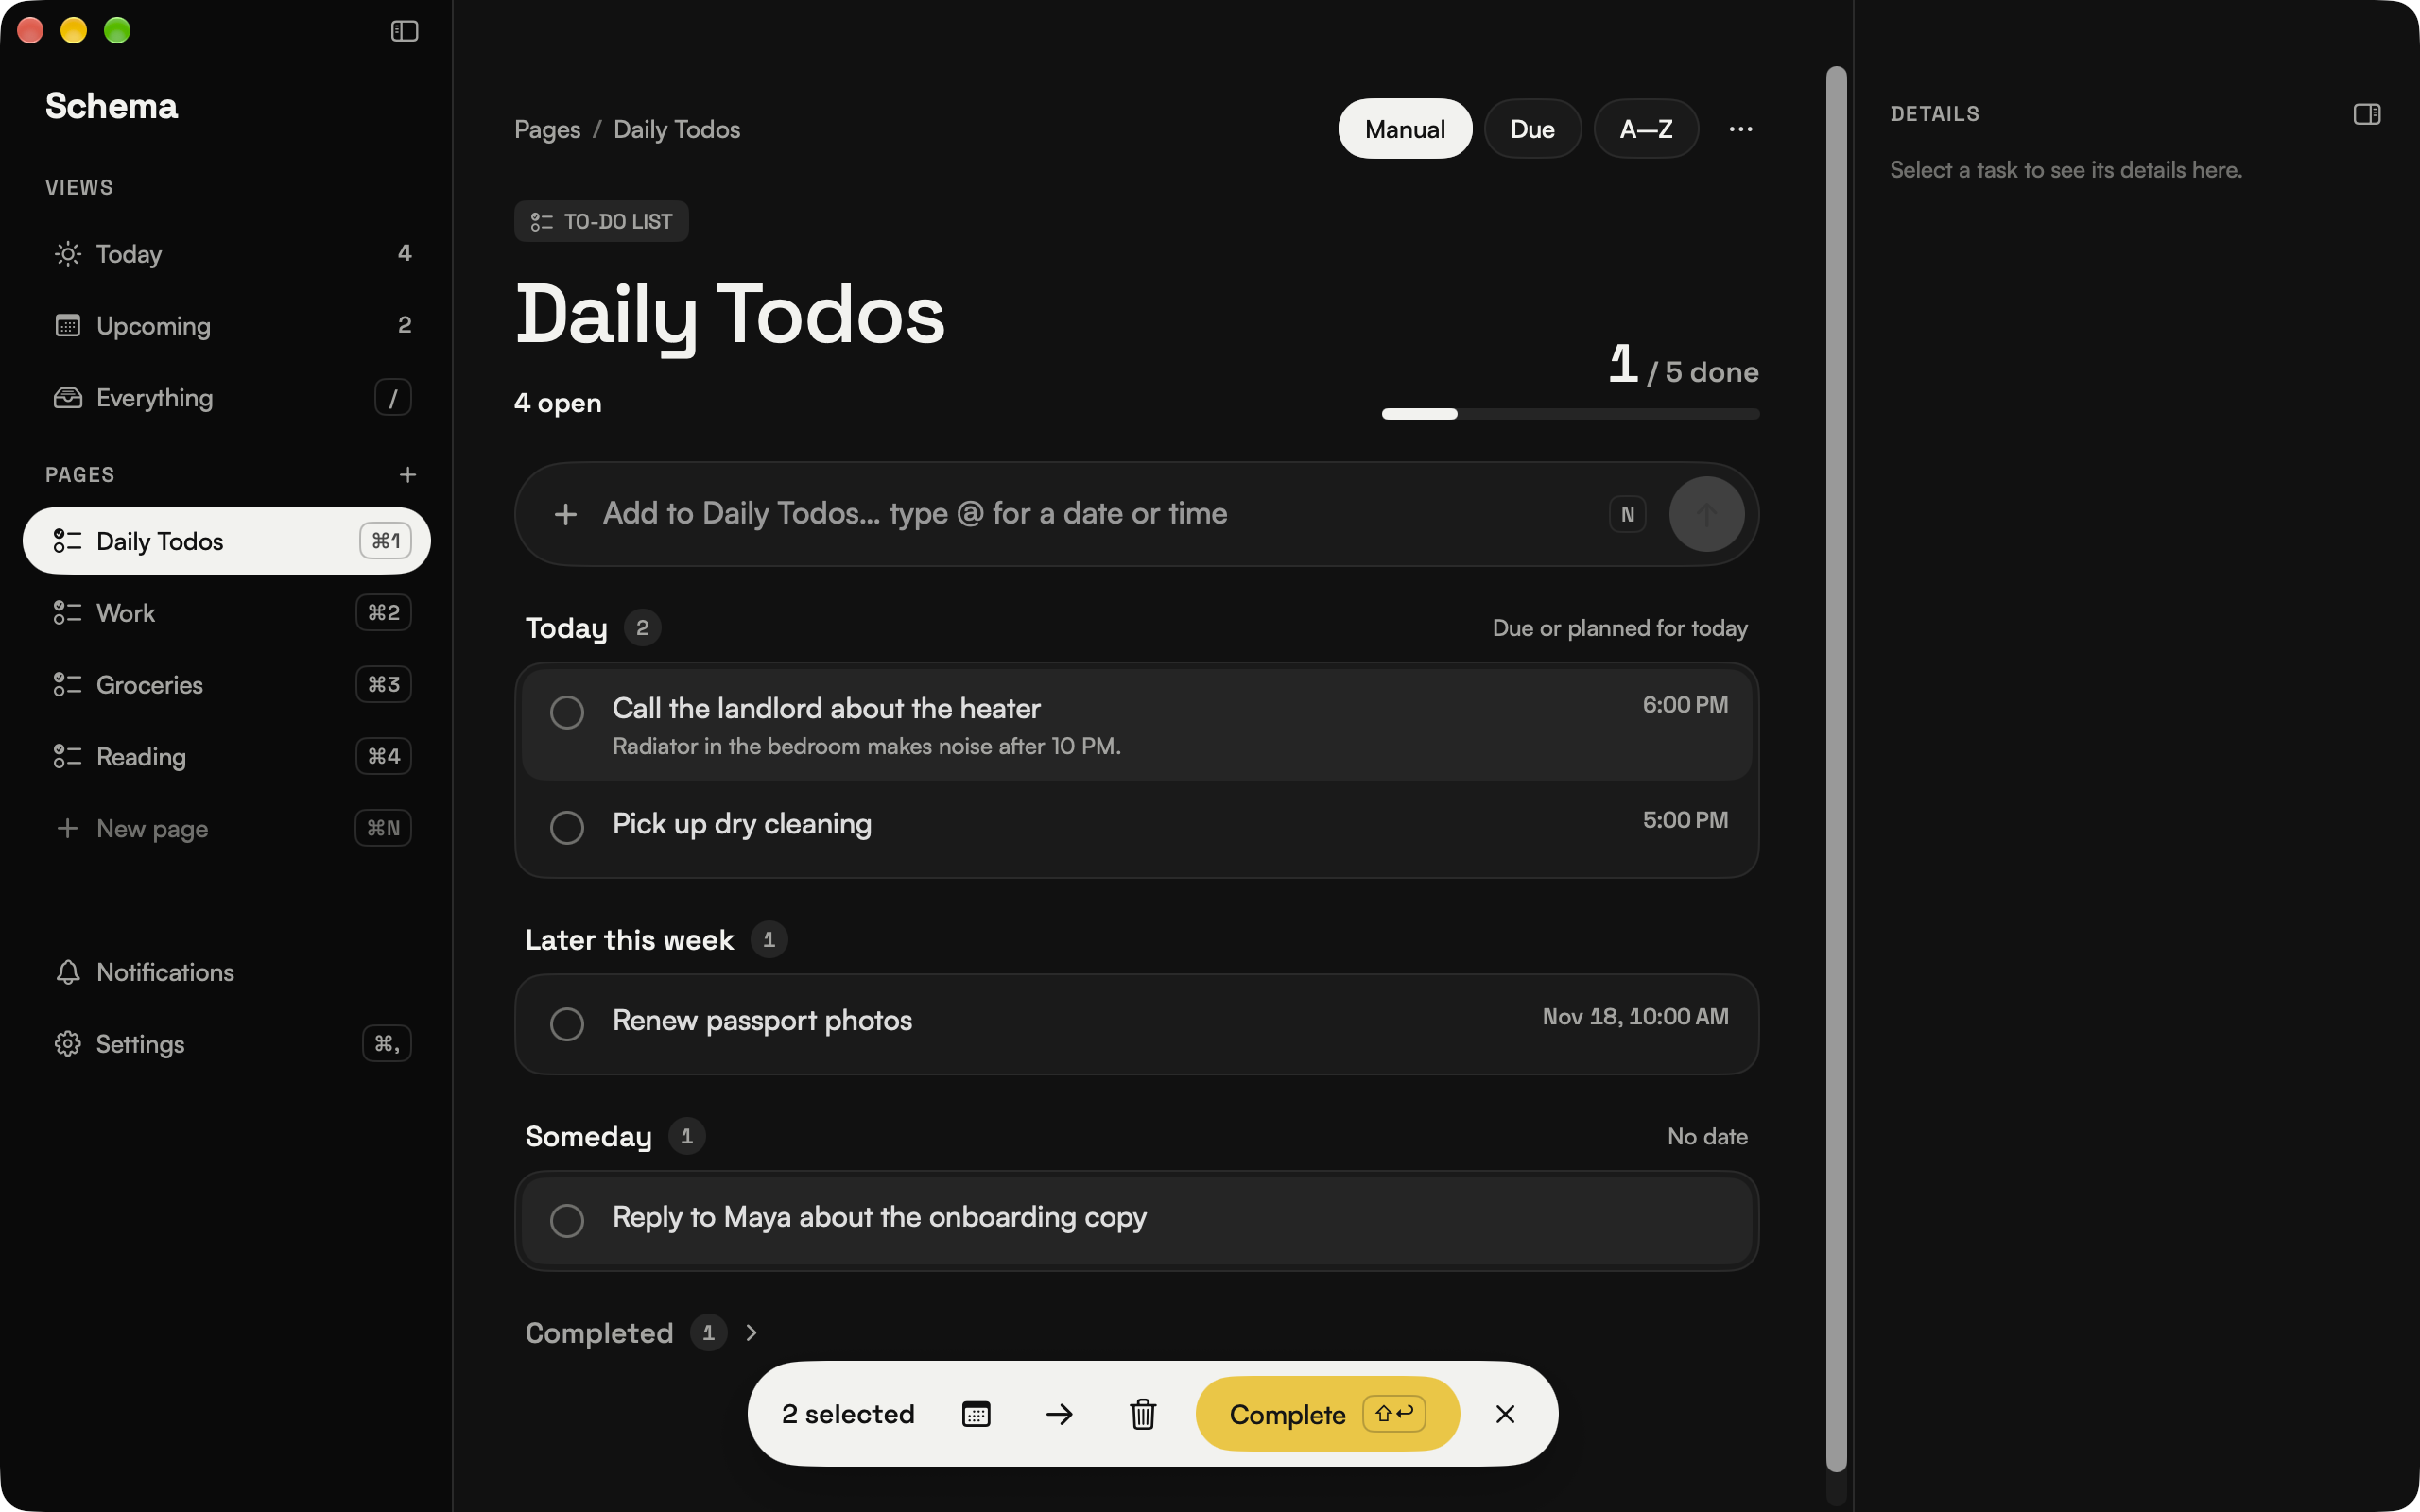 Schema
VIEWS
Today 4
Upcoming 2
Everything /
PAGES
Daily Todos ⌘1
Work ⌘2
Groceries ⌘3
Reading ⌘4
New page ⌘N
Notifications
Settings ⌘,
Pages / Daily Todos
Manual Due A—Z
TO-DO LIST
Daily Todos
4 open
1 / 5 done
Add to Daily Todos... type @ for a date or time N
Today 2 Due or planned for today
Call the landlord about the heater 6:00 PM
Radiator in the bedroom makes noise after 10 PM.
Pick up dry cleaning 5:00 PM
Later this week 1
Renew passport photos Nov 18, 10:00 AM
Someday 1 No date
Reply to Maya about the onboarding copy
Completed 1
2 selected Complete ⇧↩
DETAILS
Select a task to see its details here.